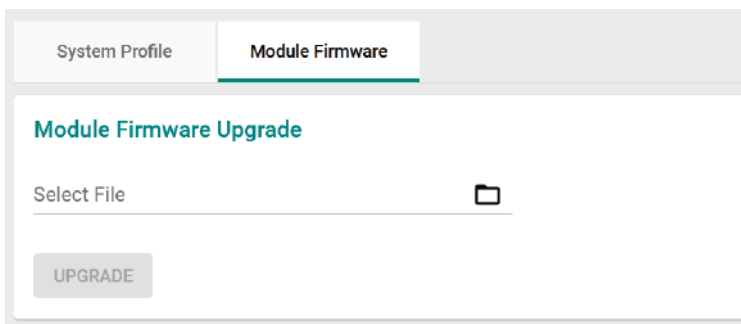 System Profile Module Firmware
Module Firmware Upgrade
Select File
UPGRADE